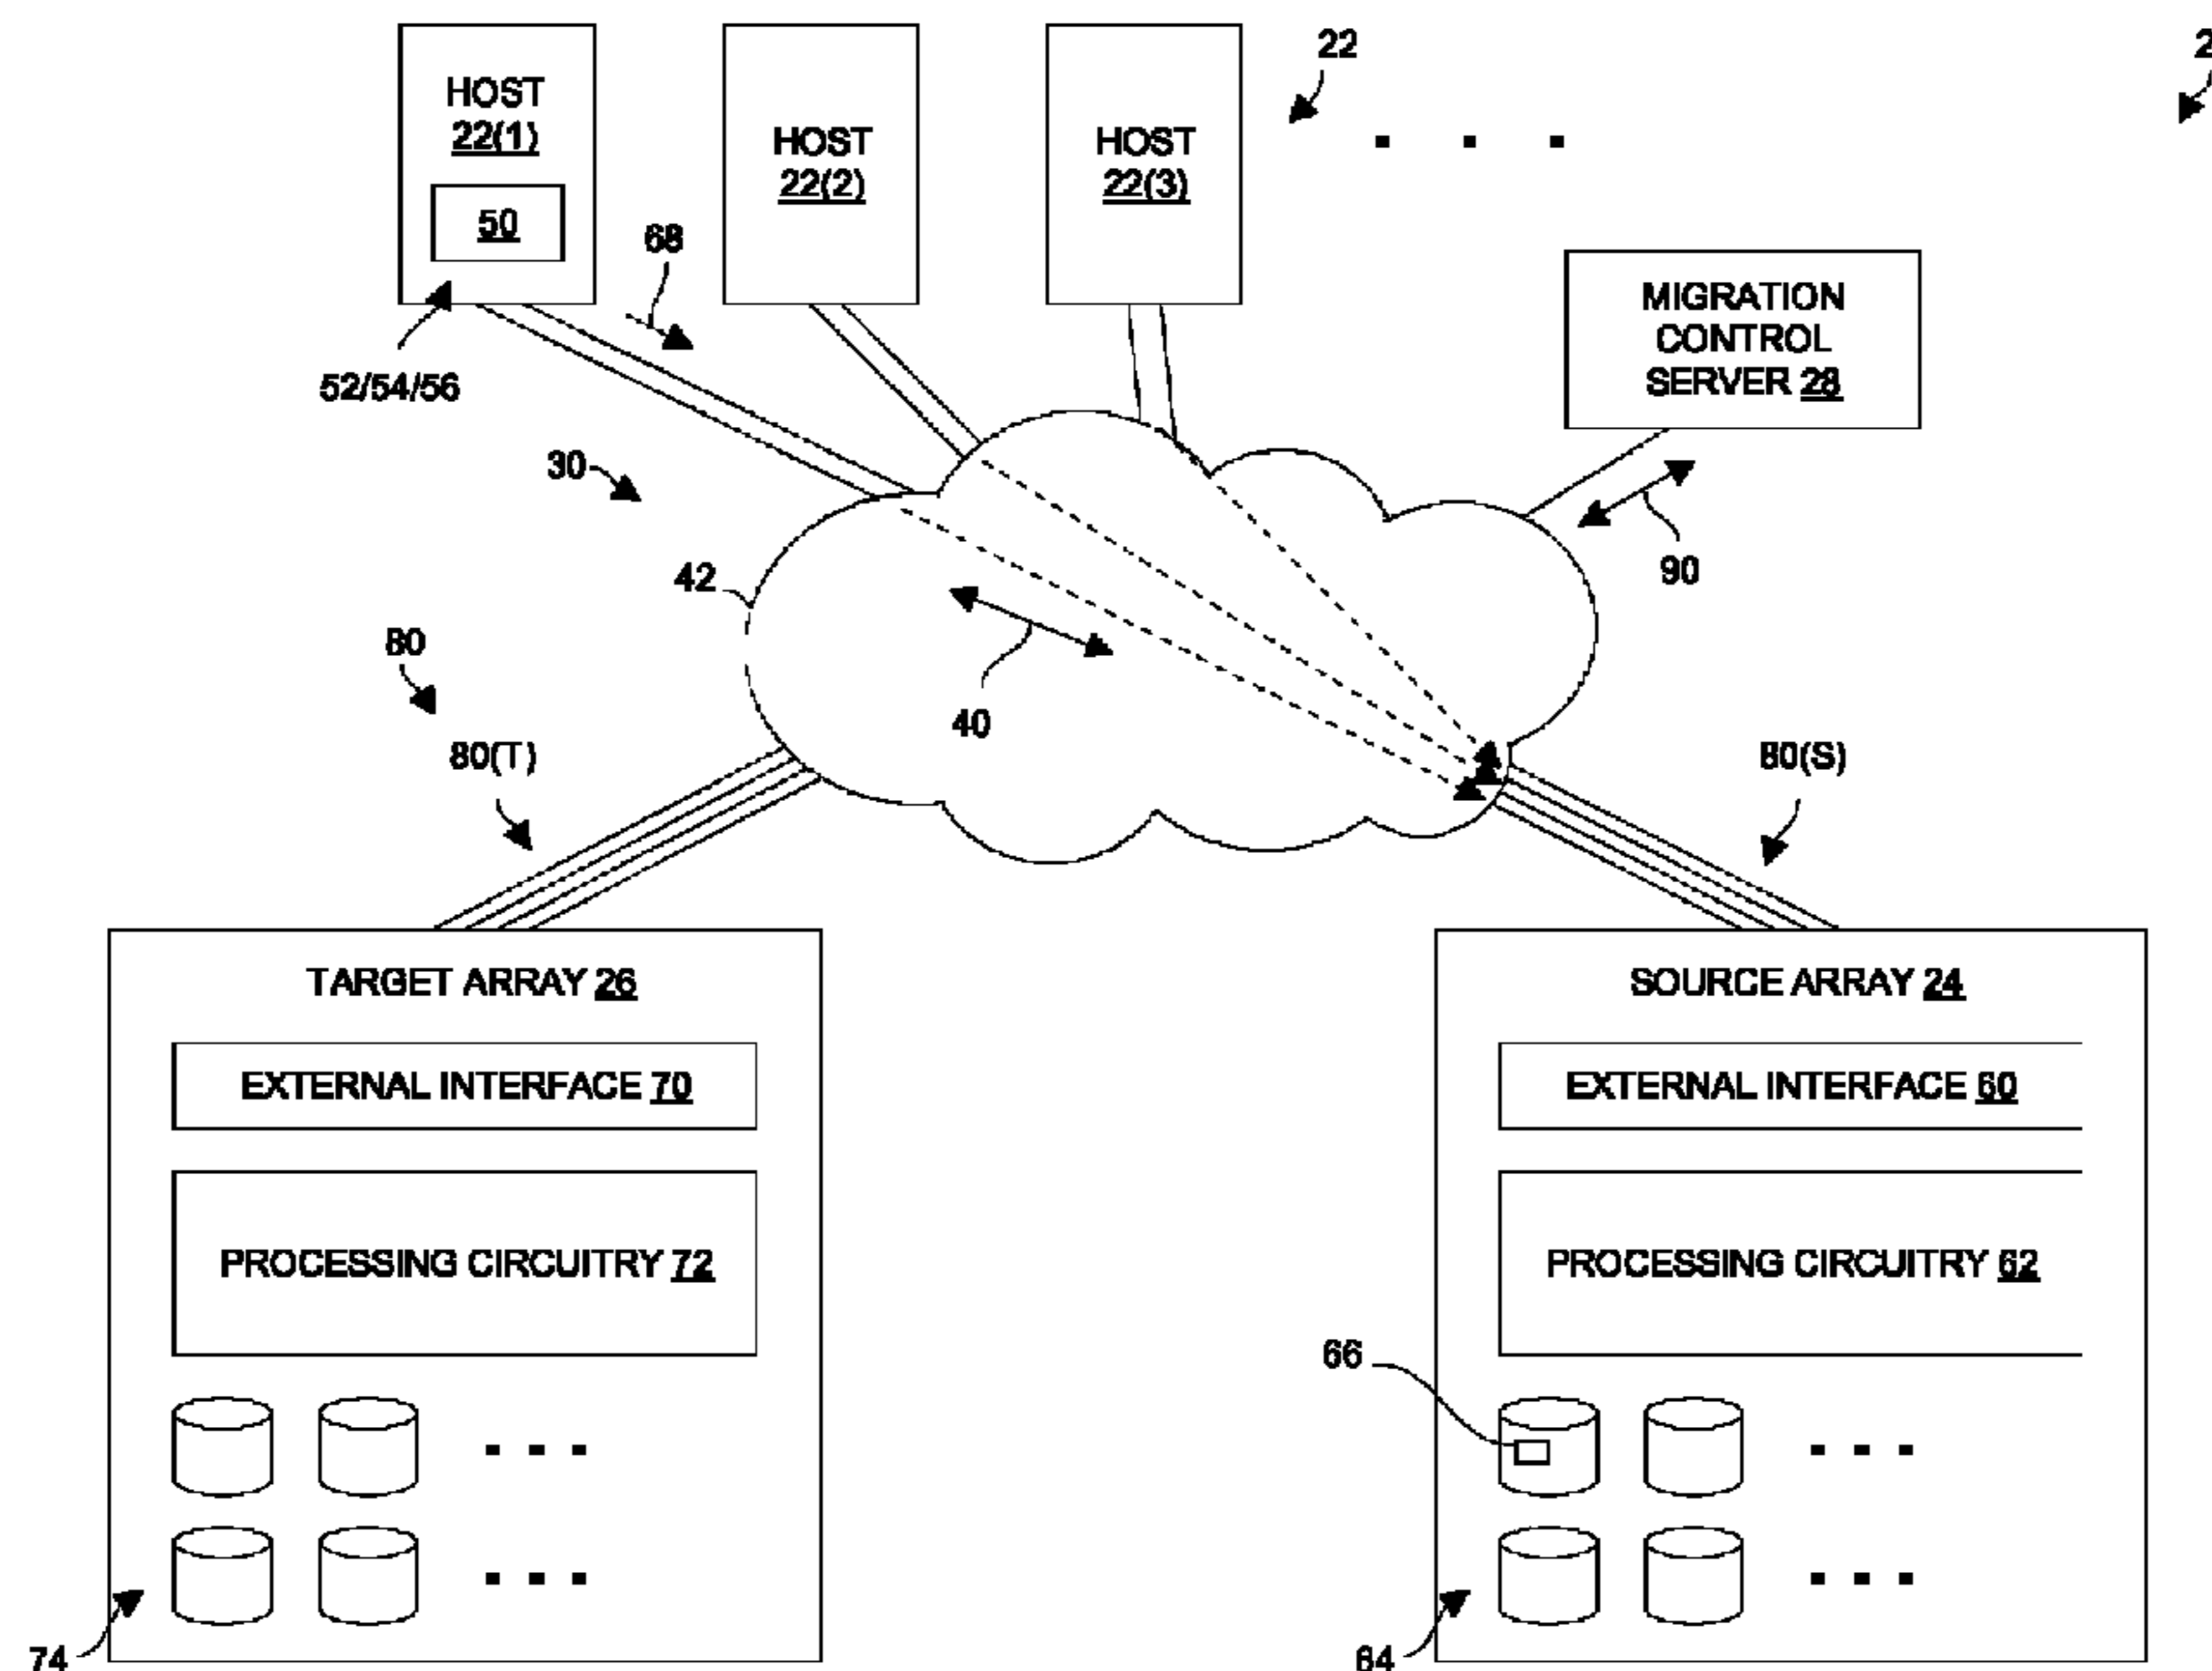 HOST
22(1)
50
HOST
22(2)
HOST
22(3)
22
68
52/54/56
MIGRATION
CONTROL
SERVER 28
30
42
40
90
80
80(T)
80(S)
TARGET ARRAY 26
EXTERNAL INTERFACE 70
PROCESSING CIRCUITRY 72
74
SOURCE ARRAY 24
EXTERNAL INTERFACE 60
PROCESSING CIRCUITRY 62
66
64